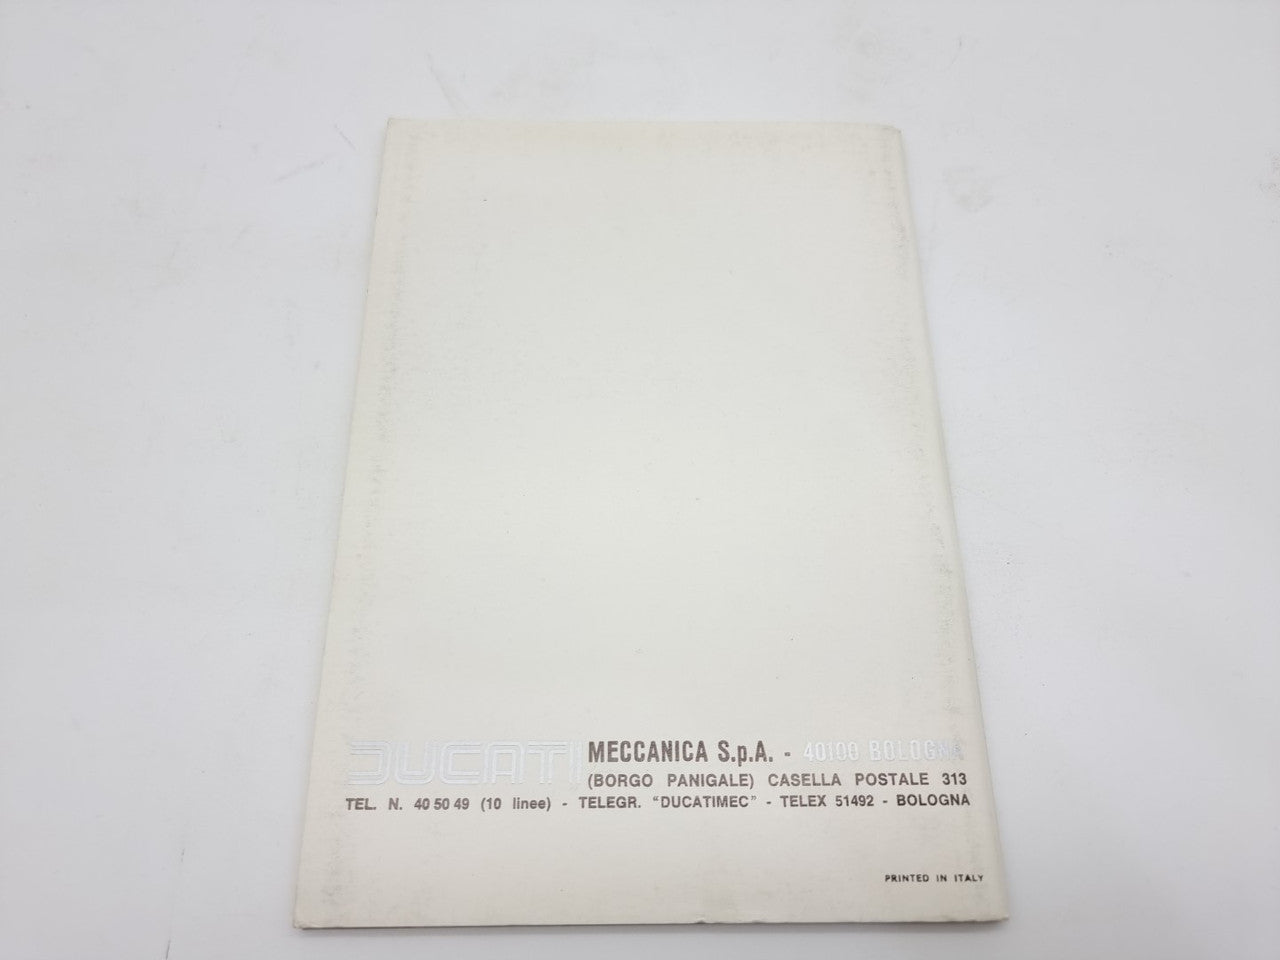 DUCATI MECCANICA S.p.A. - 40100 BOLOGNA
(BORGO PANIGALE) CASELLA POSTALE 313
TEL. N. 40 50 49 (10 linee) - TELEGR. "DUCATIMEC" - TELEX 51492 - BOLOGNA
PRINTED IN ITALY